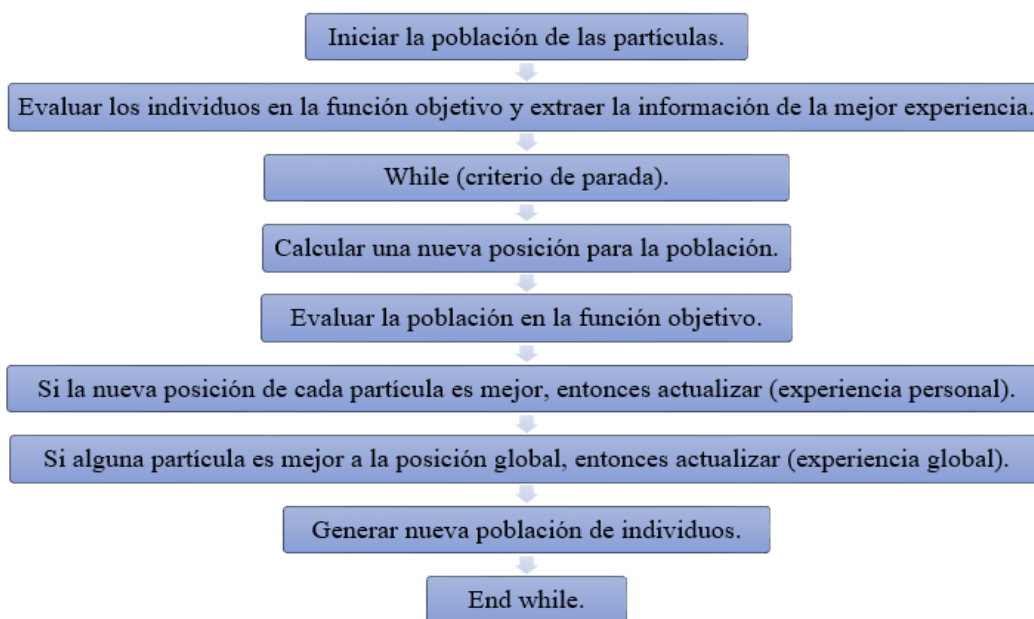 Iniciar la población de las partículas.
Evaluar los individuos en la función objetivo y extraer la información de la mejor experiencia.
While (criterio de parada).
Calcular una nueva posición para la población.
Evaluar la población en la función objetivo.
Si la nueva posición de cada partícula es mejor, entonces actualizar (experiencia personal).
Si alguna partícula es mejor a la posición global, entonces actualizar (experiencia global).
Generar nueva población de individuos.
End while.